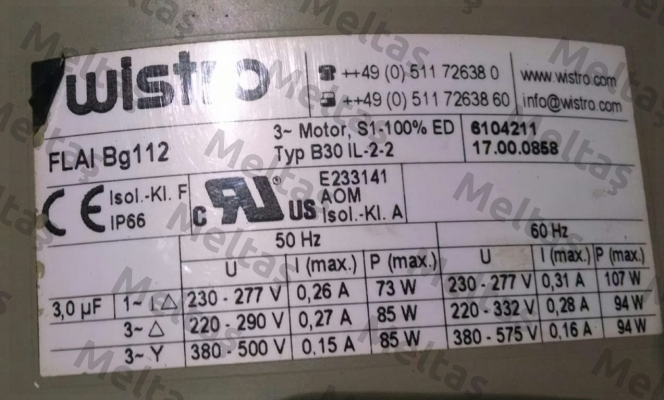 wistro
☎ ++49 (0) 511 72638 0 www.wistro.com
++49 (0) 511 72638 60 info@wistro.com
FLAI Bg112 3~ Motor, S1-100% ED 6104211
Typ B30 IL-2-2 17.00.0858
CE Isol.-Kl. F IP66 c RU ® US E233141 AOM Isol.-Kl. A
50 Hz 60 Hz
U I (max.) P (max.) U I (max.) P (max.)
3,0 µF 1~ ⊥△ 230 - 277 V 0,26 A 73 W 230 - 277 V 0,31 A 107 W
3~ △ 220 - 290 V 0,27 A 85 W 220 - 332 V 0,28 A 94 W
3~ Y 380 - 500 V 0,15 A 85 W 380 - 575 V 0,16 A 94 W
Meltaş